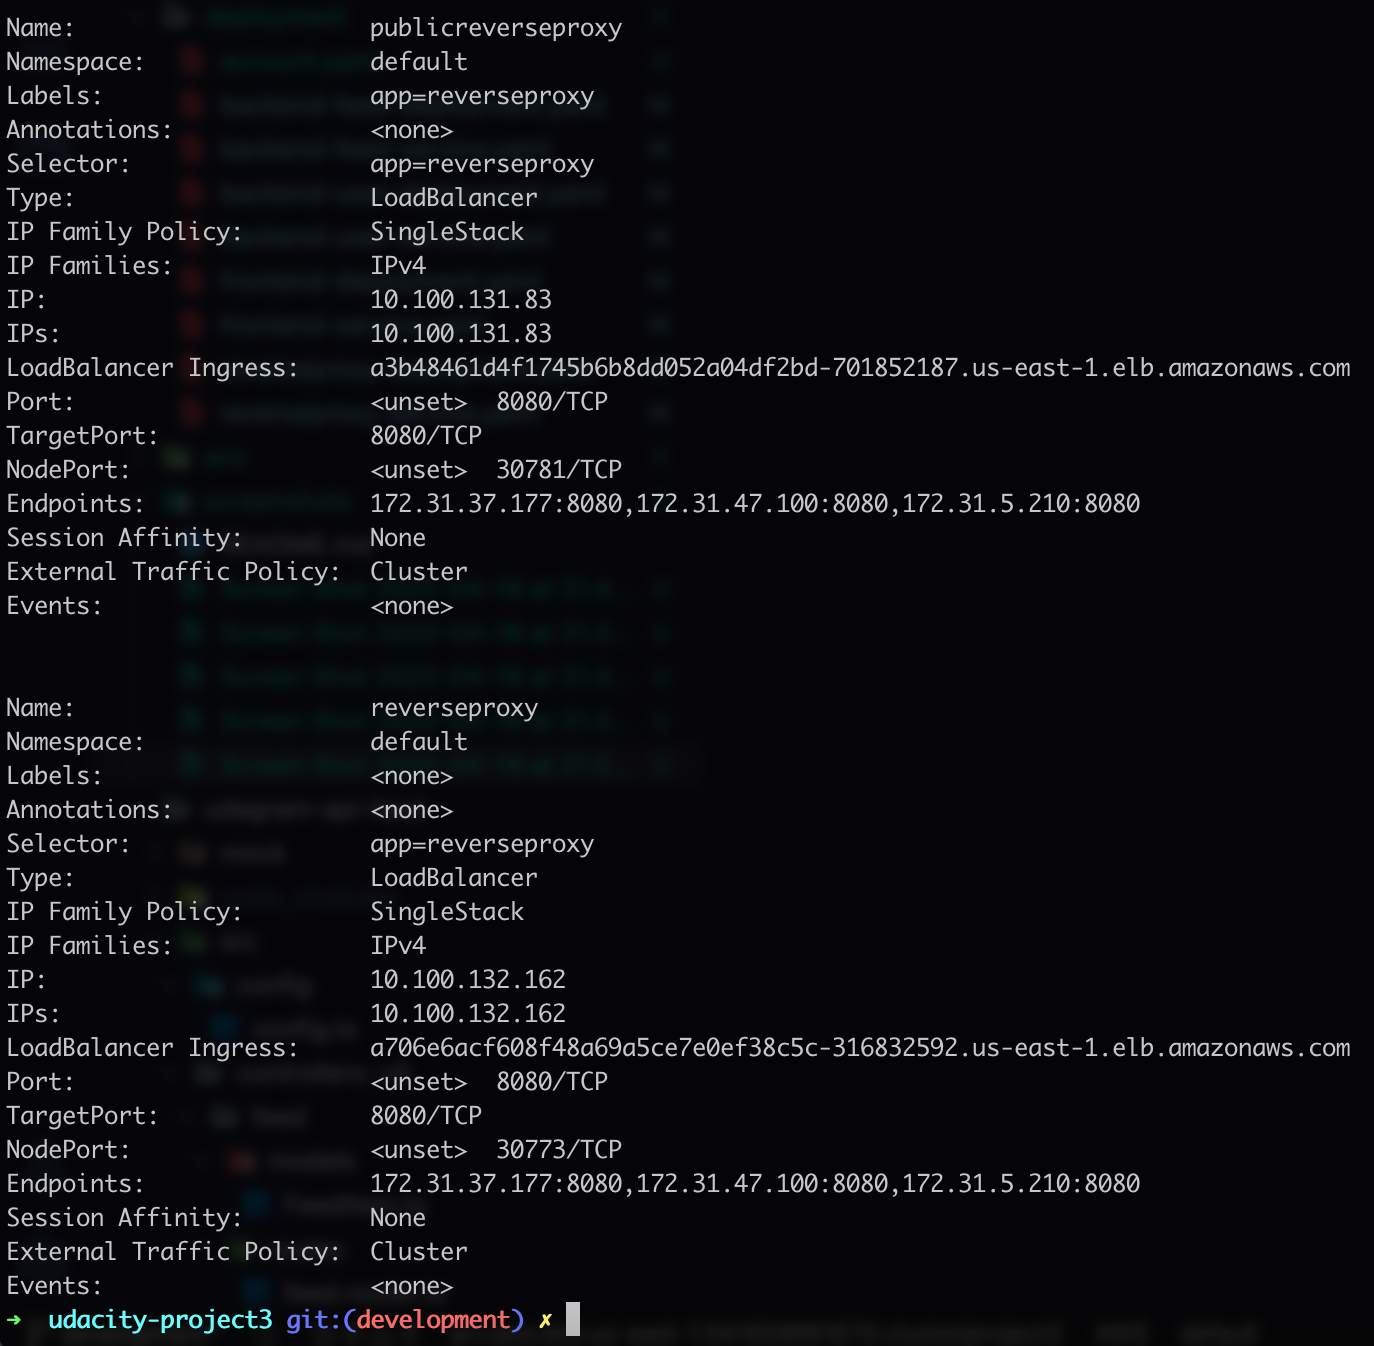 Name: publicreverseproxy
Namespace: default
Labels: app=reverseproxy
Annotations: <none>
Selector: app=reverseproxy
Type: LoadBalancer
IP Family Policy: SingleStack
IP Families: IPv4
IP: 10.100.131.83
IPs: 10.100.131.83
LoadBalancer Ingress: a3b48461d4f1745b6b8dd052a04df2bd-701852187.us-east-1.elb.amazonaws.com
Port: <unset> 8080/TCP
TargetPort: 8080/TCP
NodePort: <unset> 30781/TCP
Endpoints: 172.31.37.177:8080,172.31.47.100:8080,172.31.5.210:8080
Session Affinity: None
External Traffic Policy: Cluster
Events: <none>
Name: reverseproxy
Namespace: default
Labels: <none>
Annotations: <none>
Selector: app=reverseproxy
Type: LoadBalancer
IP Family Policy: SingleStack
IP Families: IPv4
IP: 10.100.132.162
IPs: 10.100.132.162
LoadBalancer Ingress: a706e6acf608f48a69a5ce7e0ef38c5c-316832592.us-east-1.elb.amazonaws.com
Port: <unset> 8080/TCP
TargetPort: 8080/TCP
NodePort: <unset> 30773/TCP
Endpoints: 172.31.37.177:8080,172.31.47.100:8080,172.31.5.210:8080
Session Affinity: None
External Traffic Policy: Cluster
Events: <none>
➜ udacity-project3 git:(development) ✗